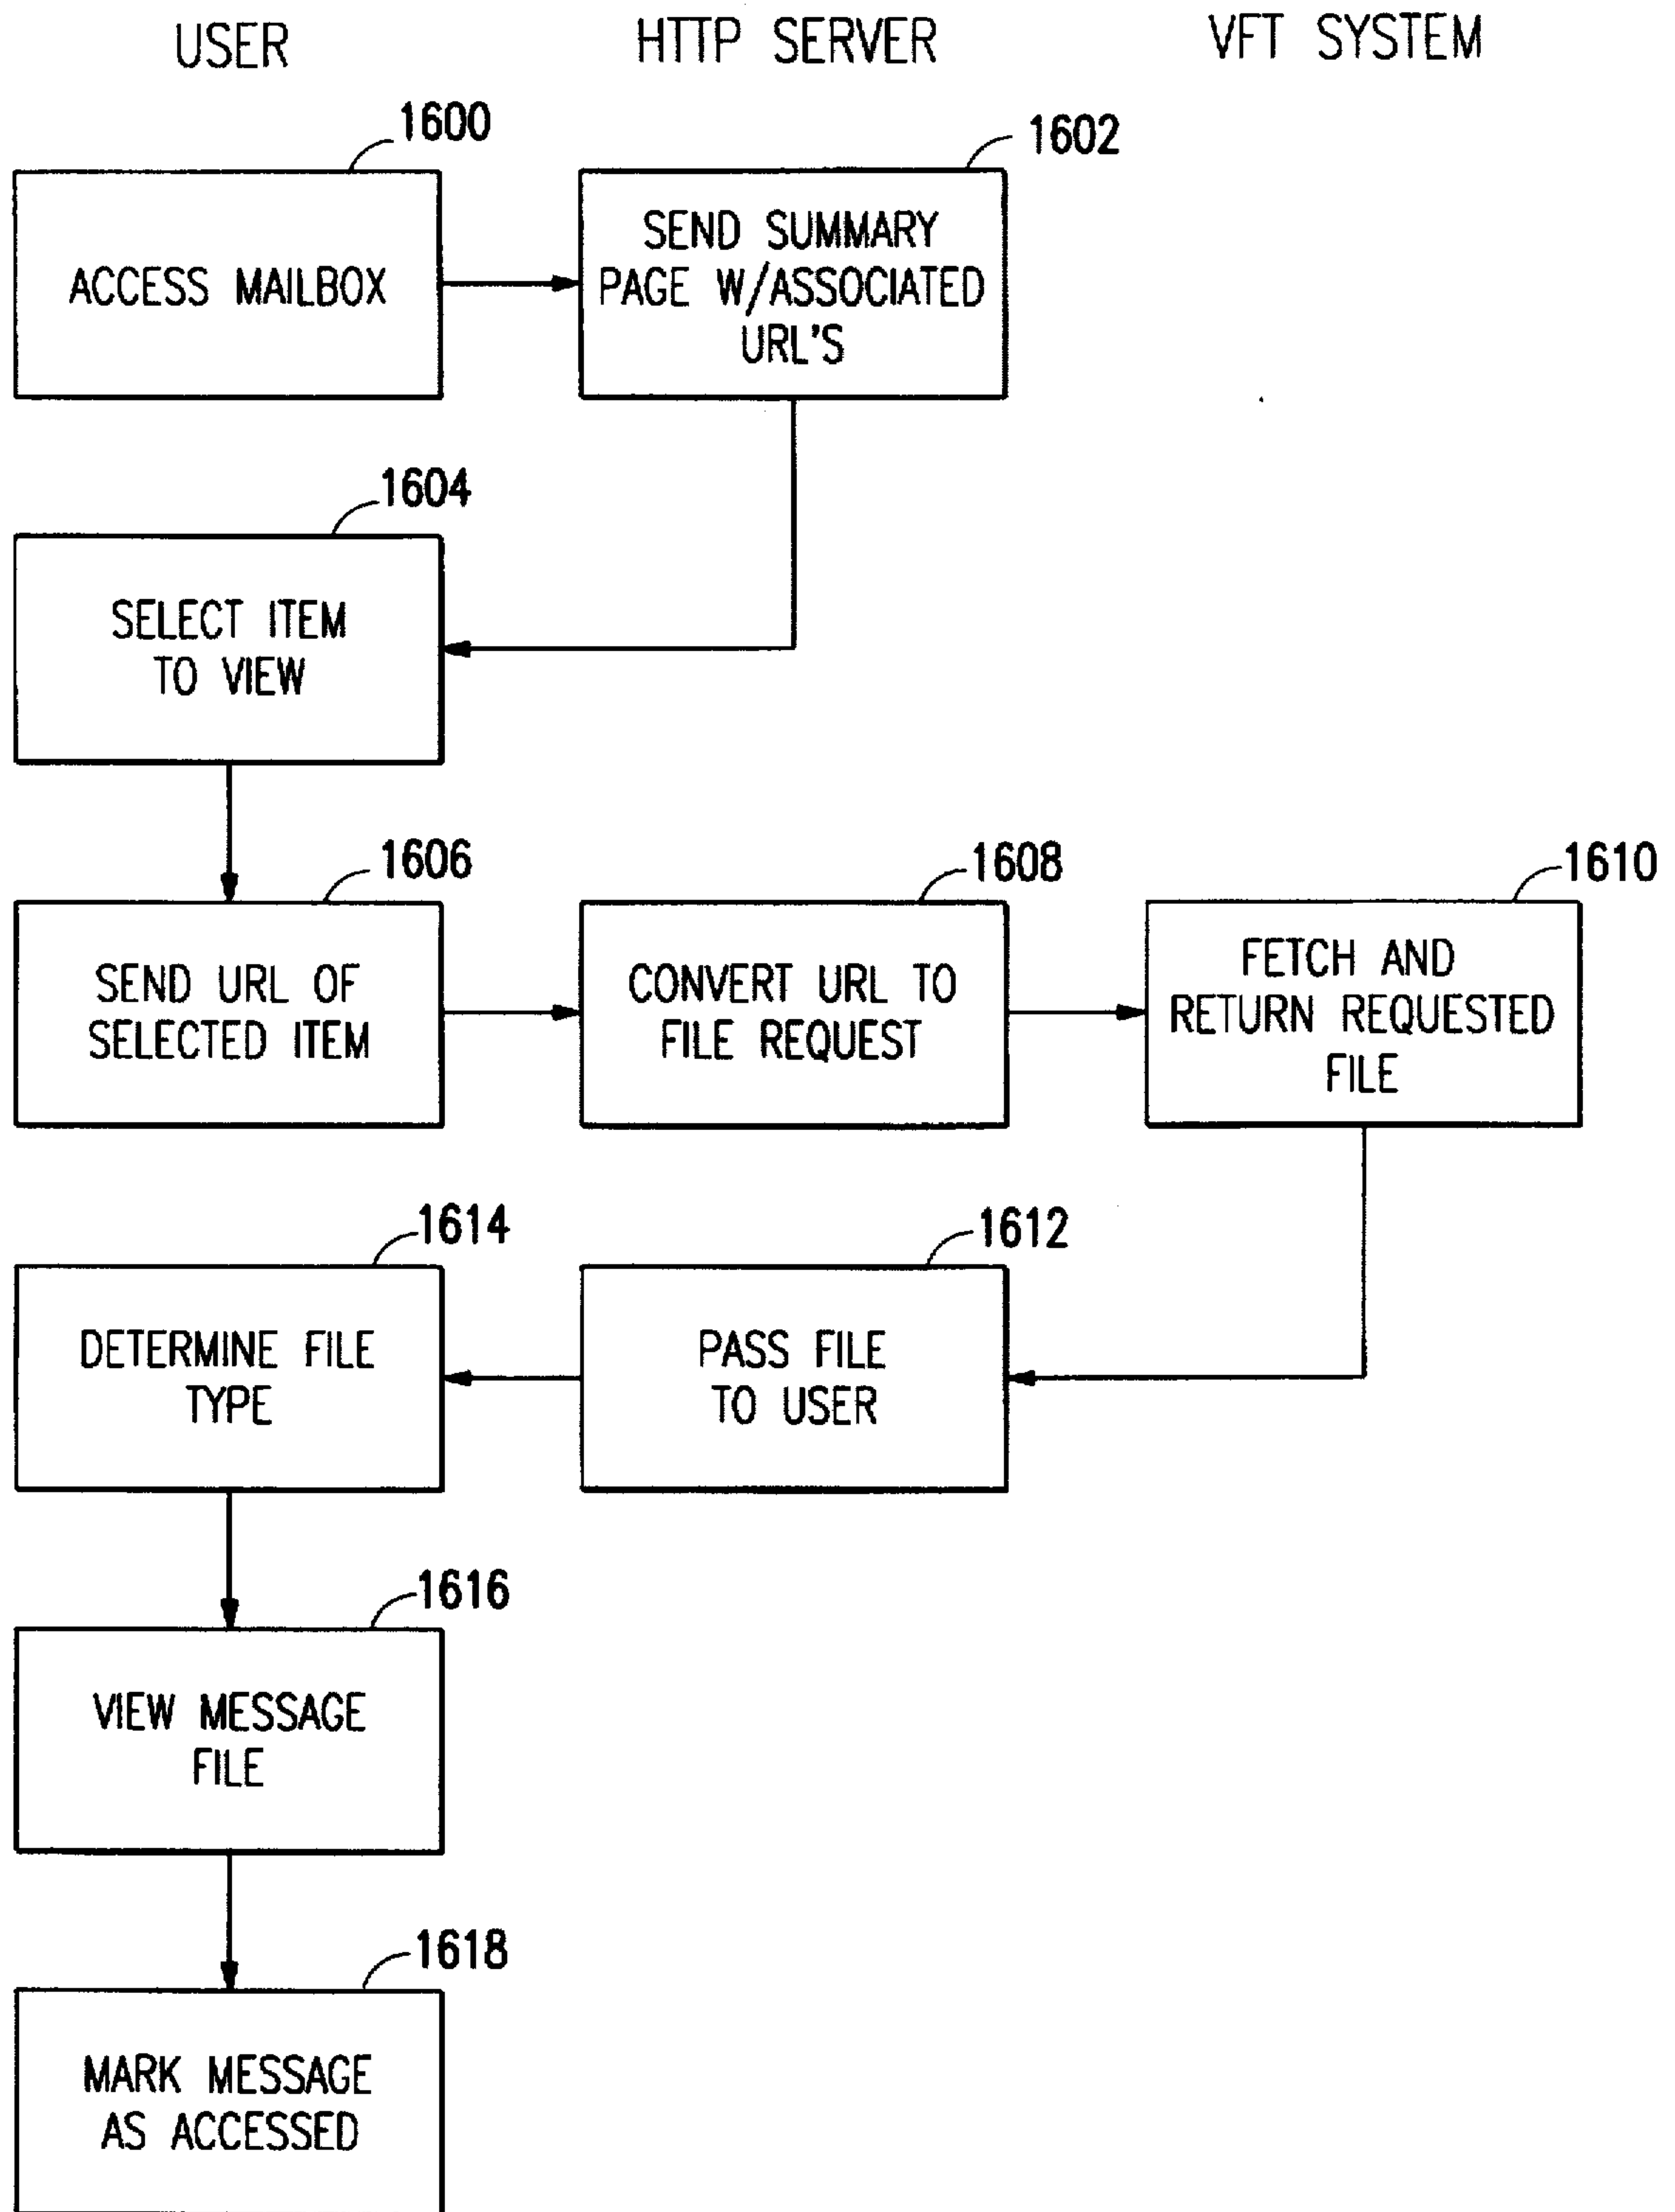 USER
HTTP SERVER
VFT SYSTEM
1600
1602
ACCESS MAILBOX
SEND SUMMARY
PAGE W/ASSOCIATED
URL'S
1604
SELECT ITEM
TO VIEW
1606
1608
1610
SEND URL OF
SELECTED ITEM
CONVERT URL TO
FILE REQUEST
FETCH AND
RETURN REQUESTED
FILE
1614
1612
DETERMINE FILE
TYPE
PASS FILE
TO USER
1616
VIEW MESSAGE
FILE
1618
MARK MESSAGE
AS ACCESSED